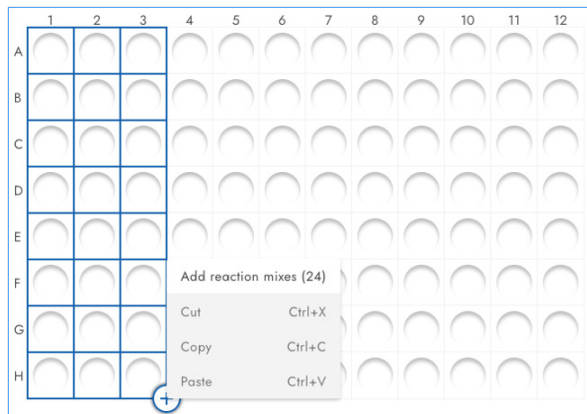 1 2 3 4 5 6 7 8 9 10 11 12
A
B
C
D
E
F
Add reaction mixes (24)
Cut Ctrl+X
G
Copy Ctrl+C
H
Paste Ctrl+V